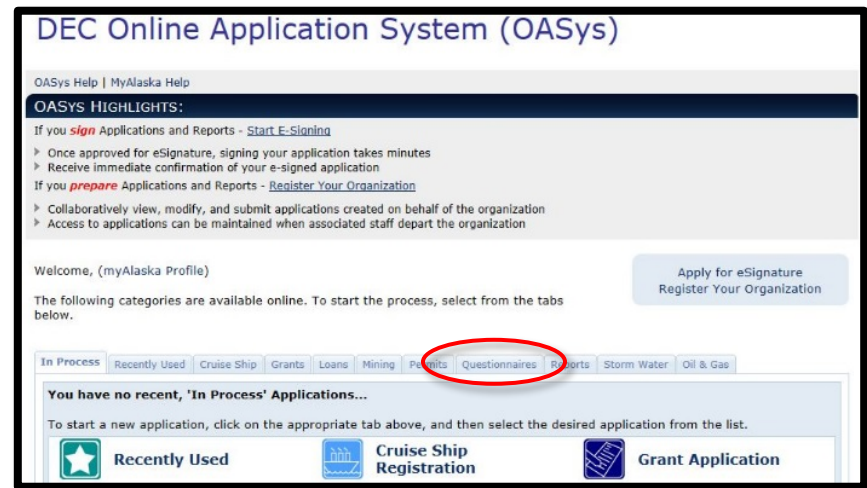 DEC Online Application System (OASys)
OASys Help | MyAlaska Help
OASYS HIGHLIGHTS:
If you sign Applications and Reports - Start E-Signing
Once approved for eSignature, signing your application takes minutes
Receive immediate confirmation of your e-signed application
If you prepare Applications and Reports - Register Your Organization
Collaboratively view, modify, and submit applications created on behalf of the organization
Access to applications can be maintained when associated staff depart the organization
Welcome, (myAlaska Profile)
Apply for eSignature
Register Your Organization
The following categories are available online. To start the process, select from the tabs
below.
In Process Recently Used Cruise Ship Grants Loans Mining Permits Questionnaires Reports Storm Water Oil & Gas
You have no recent, 'In Process' Applications...
To start a new application, click on the appropriate tab above, and then select the desired application from the list.
Recently Used
Cruise Ship
Registration
Grant Application